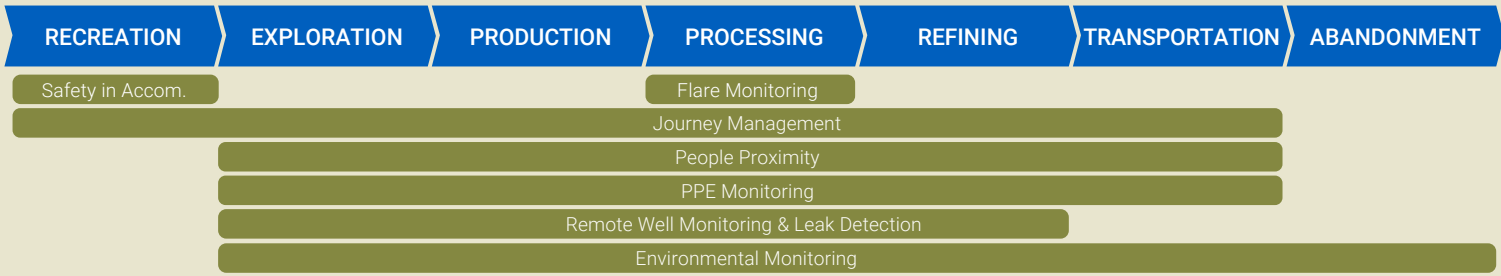 RECREATION EXPLORATION PRODUCTION PROCESSING REFINING TRANSPORTATION ABANDONMENT
Safety in Accom. Flare Monitoring
Journey Management
People Proximity
PPE Monitoring
Remote Well Monitoring & Leak Detection
Environmental Monitoring